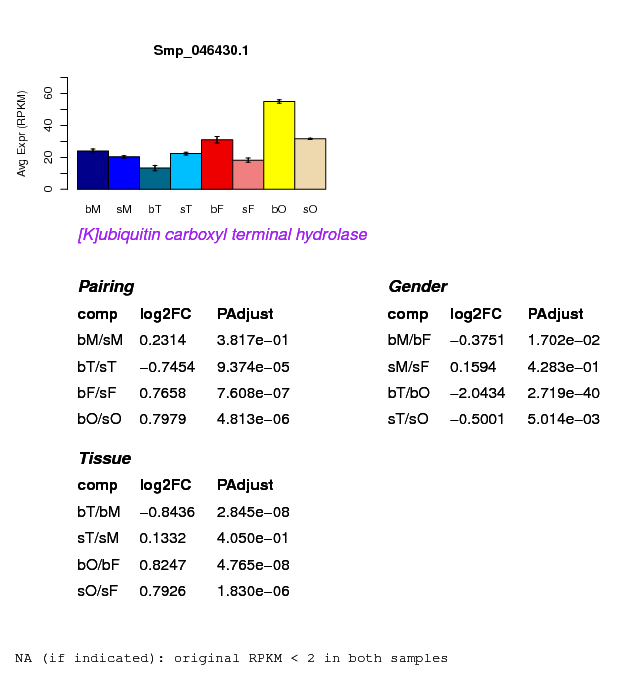 Smp_046430.1
Avg Expr (RPKM)
0 20 40 60
bM sM bT sT bF sF bO sO
[K]ubiquitin carboxyl terminal hydrolase
Pairing
comp log2FC PAdjust
bM/sM 0.2314 3.817e−01
bT/sT −0.7454 9.374e−05
bF/sF 0.7658 7.608e−07
bO/sO 0.7979 4.813e−06
Gender
comp log2FC PAdjust
bM/bF −0.3751 1.702e−02
sM/sF 0.1594 4.283e−01
bT/bO −2.0434 2.719e−40
sT/sO −0.5001 5.014e−03
Tissue
comp log2FC PAdjust
bT/bM −0.8436 2.845e−08
sT/sM 0.1332 4.050e−01
bO/bF 0.8247 4.765e−08
sO/sF 0.7926 1.830e−06
NA (if indicated): original RPKM < 2 in both samples